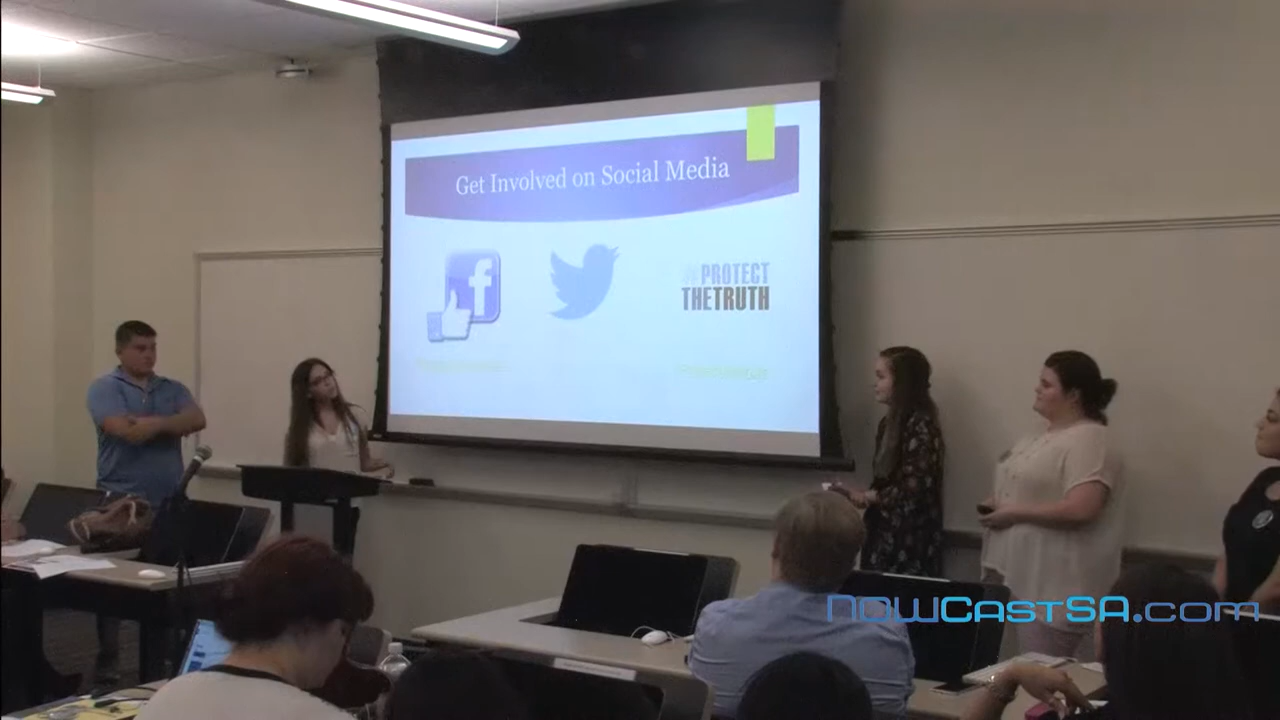 Get Involved on Social Media
f
#PROTECT
THETRUTH
NOWCastSA.com